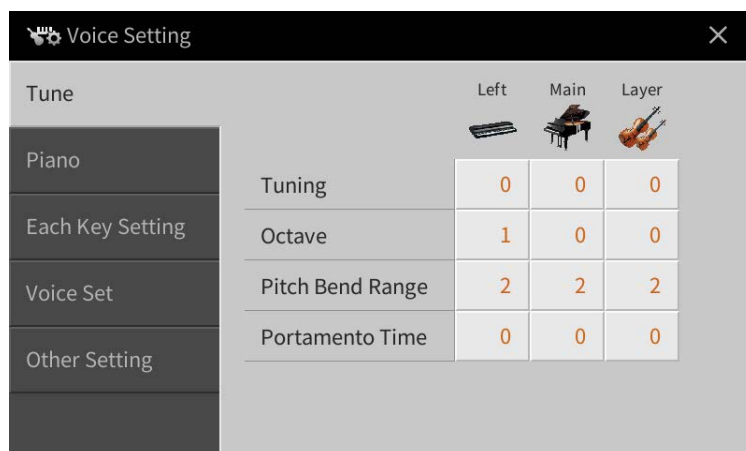 Voice Setting
Tune
Left Main Layer
Piano
Tuning 0 0 0
Each Key Setting
Octave 1 0 0
Voice Set
Pitch Bend Range 2 2 2
Portamento Time 0 0 0
Other Setting